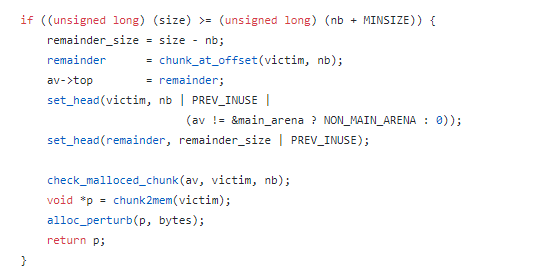 if ((unsigned long) (size) >= (unsigned long) (nb + MINSIZE)) {
    remainder_size = size - nb;
    remainder      = chunk_at_offset(victim, nb);
    av->top        = remainder;
    set_head(victim, nb | PREV_INUSE |
                         (av != &main_arena ? NON_MAIN_ARENA : 0));
    set_head(remainder, remainder_size | PREV_INUSE);

    check_malloced_chunk(av, victim, nb);
    void *p = chunk2mem(victim);
    alloc_perturb(p, bytes);
    return p;
}